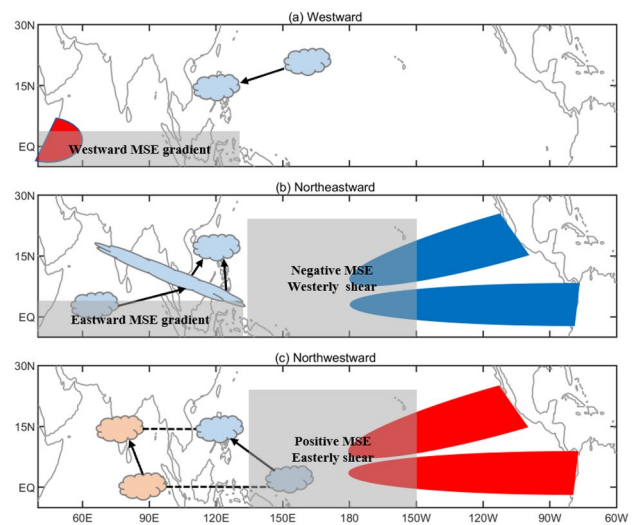 (a) Westward
30N
15N
EQ
Westward MSE gradient
(b) Northeastward
30N
15N
EQ
Negative MSE
Westerly shear
Eastward MSE gradient
(c) Northwestward
30N
15N
EQ
Positive MSE
Easterly shear
60E 90E 120E 150E 180 150W 120W 90W 60W